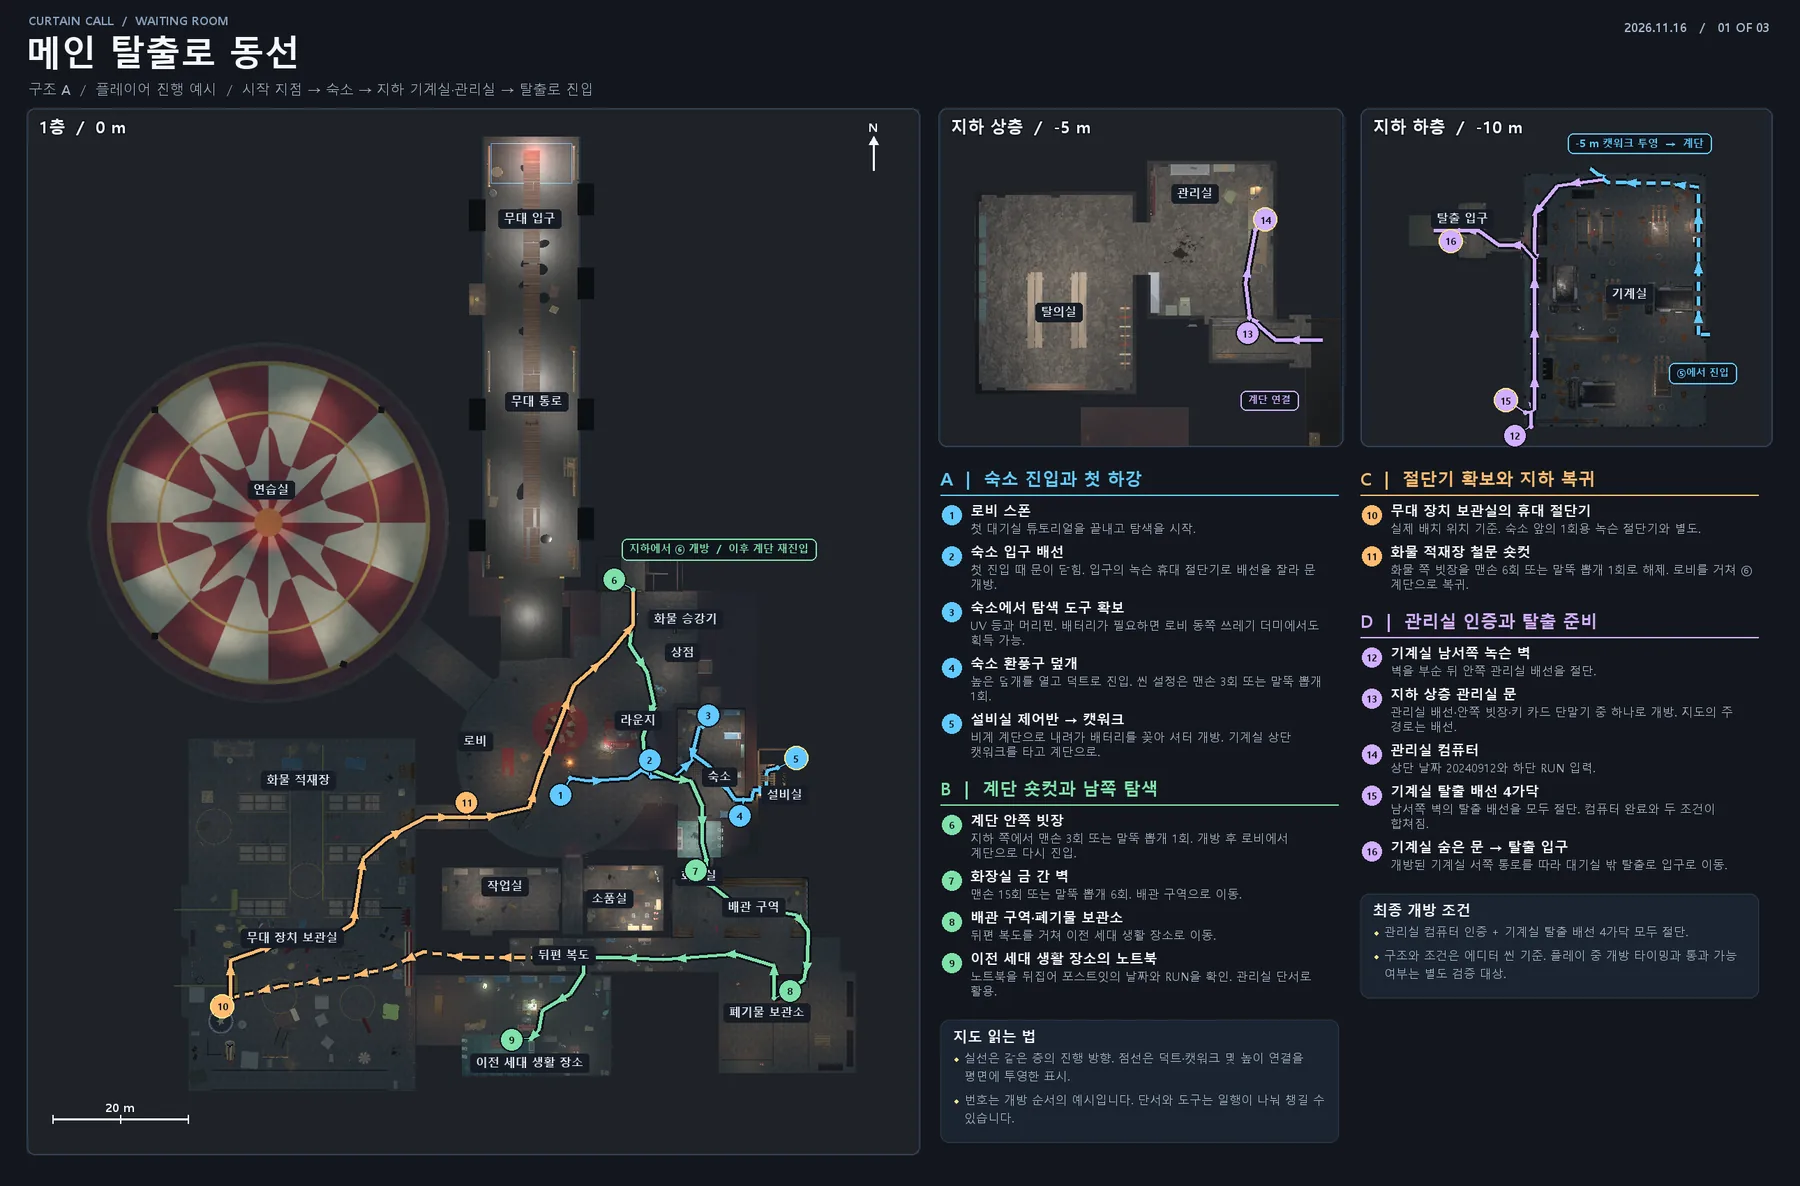 CURTAIN CALL / WAITING ROOM
메인 탈출로 동선
구조 A / 플레이어 진행 예시 / 시작 지점 → 숙소 → 지하 기계실·관리실 → 탈출로 진입
2026.11.16 / 01 OF 03
1층 / 0 m
N
무대 입구
무대 통로
연습실
지하에서 ⑥ 개방 / 이후 계단 재진입
6
화물 승강기
상점
라운지
3
로비
2
5
숙소
화물 적재장
설비실
1
11
4
7
실
작업실
소품실
배관 구역
무대 장치 보관실
뒤편 복도
8
10
폐기물 보관소
9
이전 세대 생활 장소
20 m
지하 상층 / -5 m
관리실
14
탈의실
13
계단 연결
지하 하층 / -10 m
-5 m 캣워크 투영 → 계단
탈출 입구
16
기계실
⑤에서 진입
15
12
A | 숙소 진입과 첫 하강
1 로비 스폰
첫 대기실 튜토리얼을 끝내고 탐색을 시작.
2 숙소 입구 배선
첫 진입 때 문이 닫힘. 입구의 녹슨 휴대 절단기로 배선을 잘라 문
개방.
3 숙소에서 탐색 도구 확보
UV 등과 머리핀. 배터리가 필요하면 로비 동쪽 쓰레기 더미에서도
획득 가능.
4 숙소 환풍구 덮개
높은 덮개를 열고 덕트로 진입. 씬 설정은 맨손 3회 또는 말뚝 뽑개
1회.
5 설비실 제어반 → 캣워크
비계 계단으로 내려가 배터리를 꽂아 셔터 개방. 기계실 상단
캣워크를 타고 계단으로.
B | 계단 숏컷과 남쪽 탐색
6 계단 안쪽 빗장
지하 쪽에서 맨손 3회 또는 말뚝 뽑개 1회. 개방 후 로비에서
계단으로 다시 진입.
7 화장실 금 간 벽
맨손 15회 또는 말뚝 뽑개 6회. 배관 구역으로 이동.
8 배관 구역·폐기물 보관소
뒤편 복도를 거쳐 이전 세대 생활 장소로 이동.
9 이전 세대 생활 장소의 노트북
노트북을 뒤집어 포스트잇의 날짜와 RUN을 확인. 관리실 단서로
활용.
지도 읽는 법
• 실선은 같은 층의 진행 방향. 점선은 덕트·캣워크 및 높이 연결을
평면에 투영한 표시.
• 번호는 개방 순서의 예시입니다. 단서와 도구는 일행이 나눠 챙길 수
있습니다.
C | 절단기 확보와 지하 복귀
10 무대 장치 보관실의 휴대 절단기
실제 배치 위치 기준. 숙소 앞의 1회용 녹슨 절단기와 별도.
11 화물 적재장 철문 숏컷
화물 쪽 빗장을 맨손 6회 또는 말뚝 뽑개 1회로 해제. 로비를 거쳐 ⑥
계단으로 복귀.
D | 관리실 인증과 탈출 준비
12 기계실 남서쪽 녹슨 벽
벽을 부순 뒤 안쪽 관리실 배선을 절단.
13 지하 상층 관리실 문
관리실 배선·안쪽 빗장·키 카드 단말기 중 하나로 개방. 지도의 주
경로는 배선.
14 관리실 컴퓨터
상단 날짜 20240912와 하단 RUN 입력.
15 기계실 탈출 배선 4가닥
남서쪽 벽의 탈출 배선을 모두 절단. 컴퓨터 완료와 두 조건이
합쳐짐.
16 기계실 숨은 문 → 탈출 입구
개방된 기계실 서쪽 통로를 따라 대기실 밖 탈출로 입구로 이동.
최종 개방 조건
• 관리실 컴퓨터 인증 + 기계실 탈출 배선 4가닥 모두 절단.
• 구조와 조건은 에디터 씬 기준. 플레이 중 개방 타이밍과 통과 가능
여부는 별도 검증 대상.